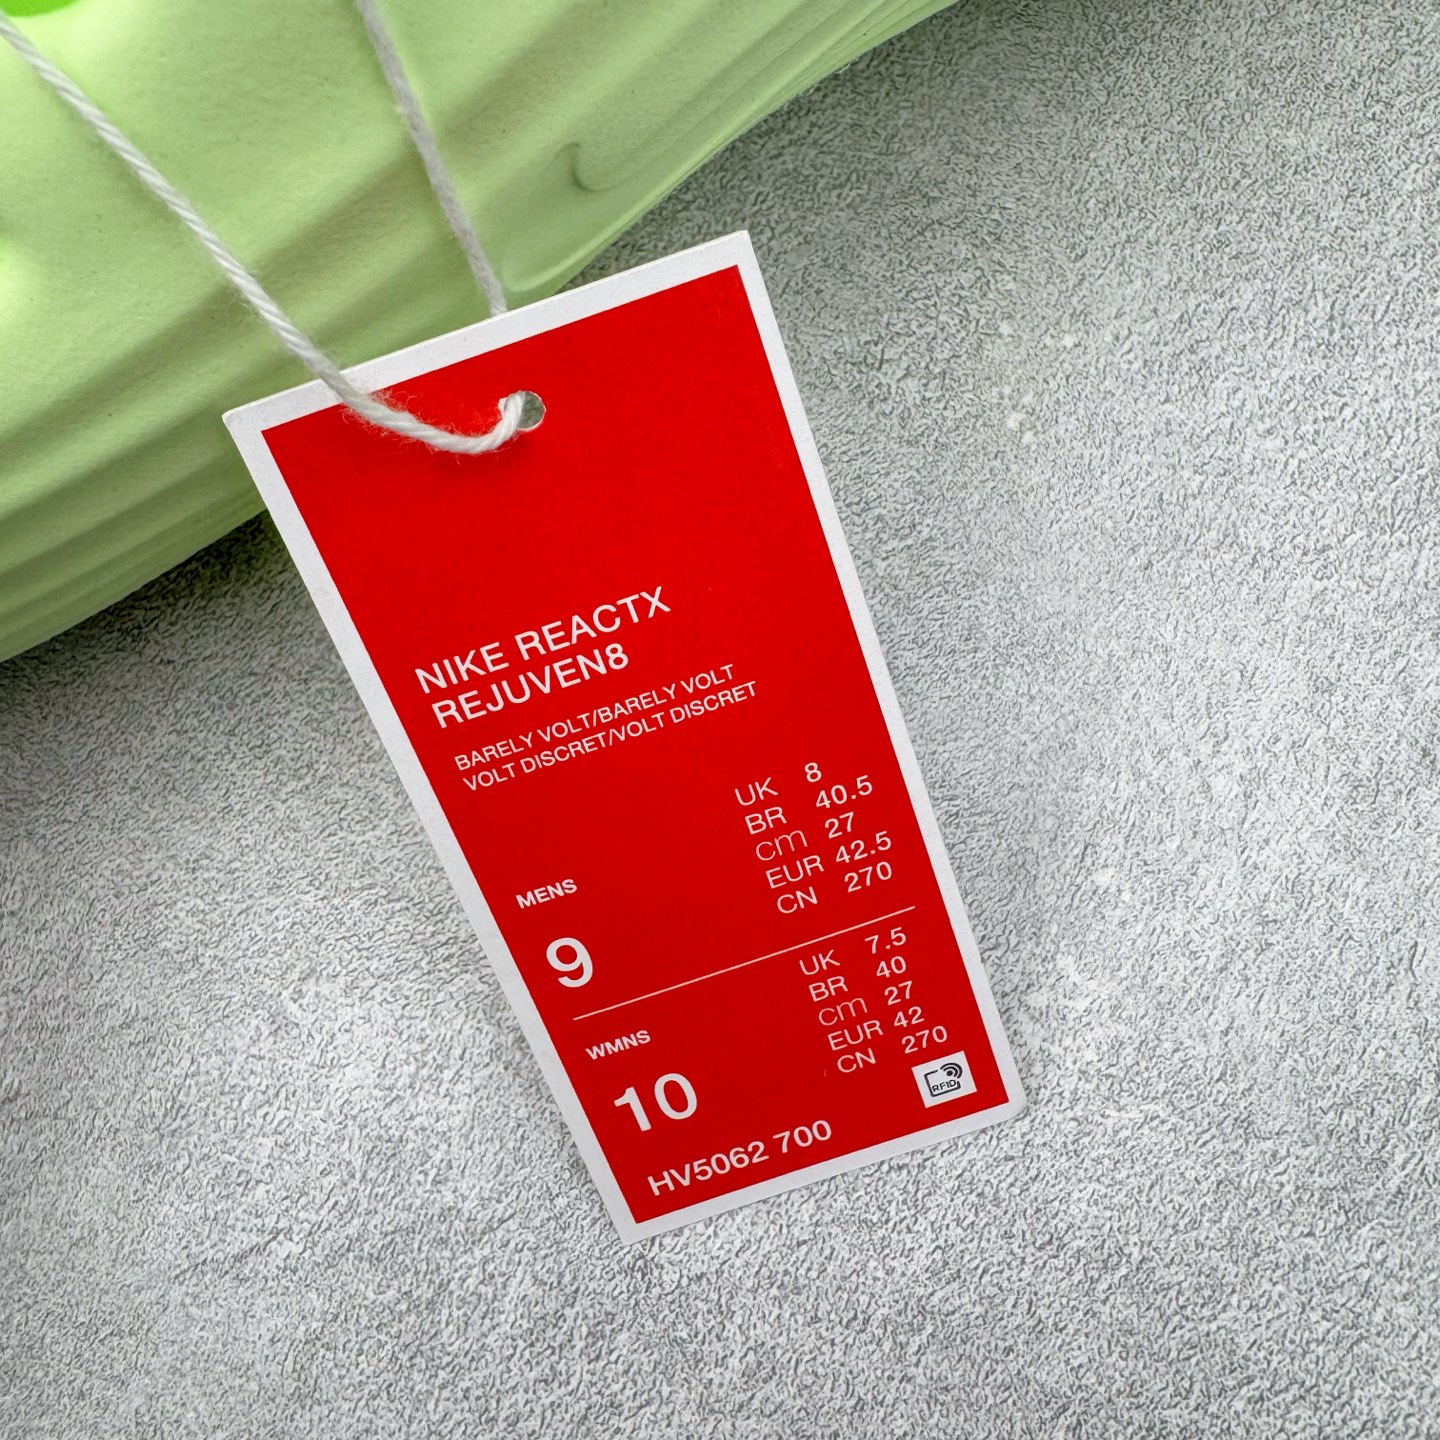 NIKE REACTX
REJUVEN8
BARELY VOLT/BARELY VOLT
VOLT DISCRET/VOLT DISCRET
MENS
9
UK 8
BR 40.5
cm 27
EUR 42.5
CN 270
WMNS
10
UK 7.5
BR 40
cm 27
EUR 42
CN 270
HV5062 700
RFID